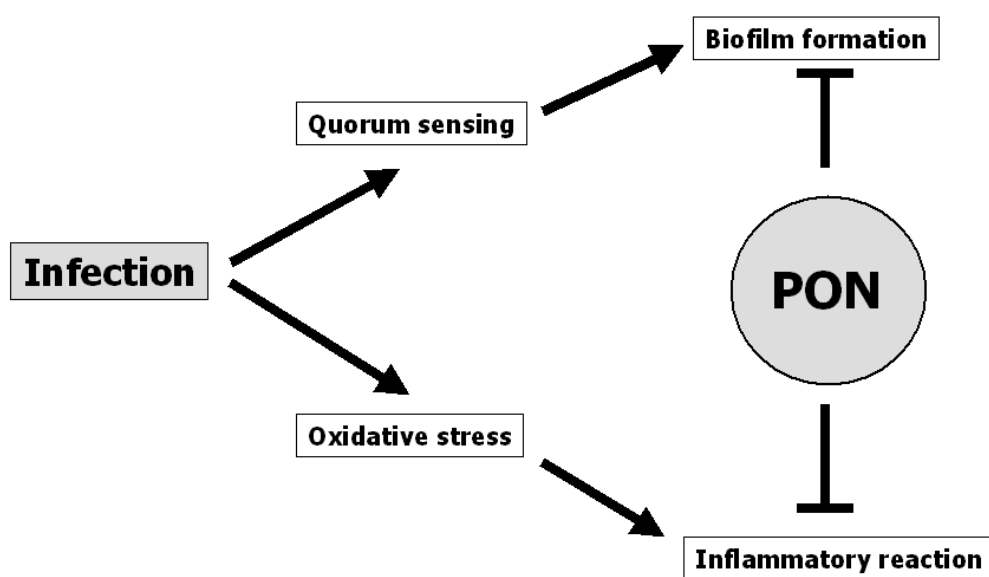 Biofilm formation
Quorum sensing
Infection
PON
Oxidative stress
Inflammatory reaction